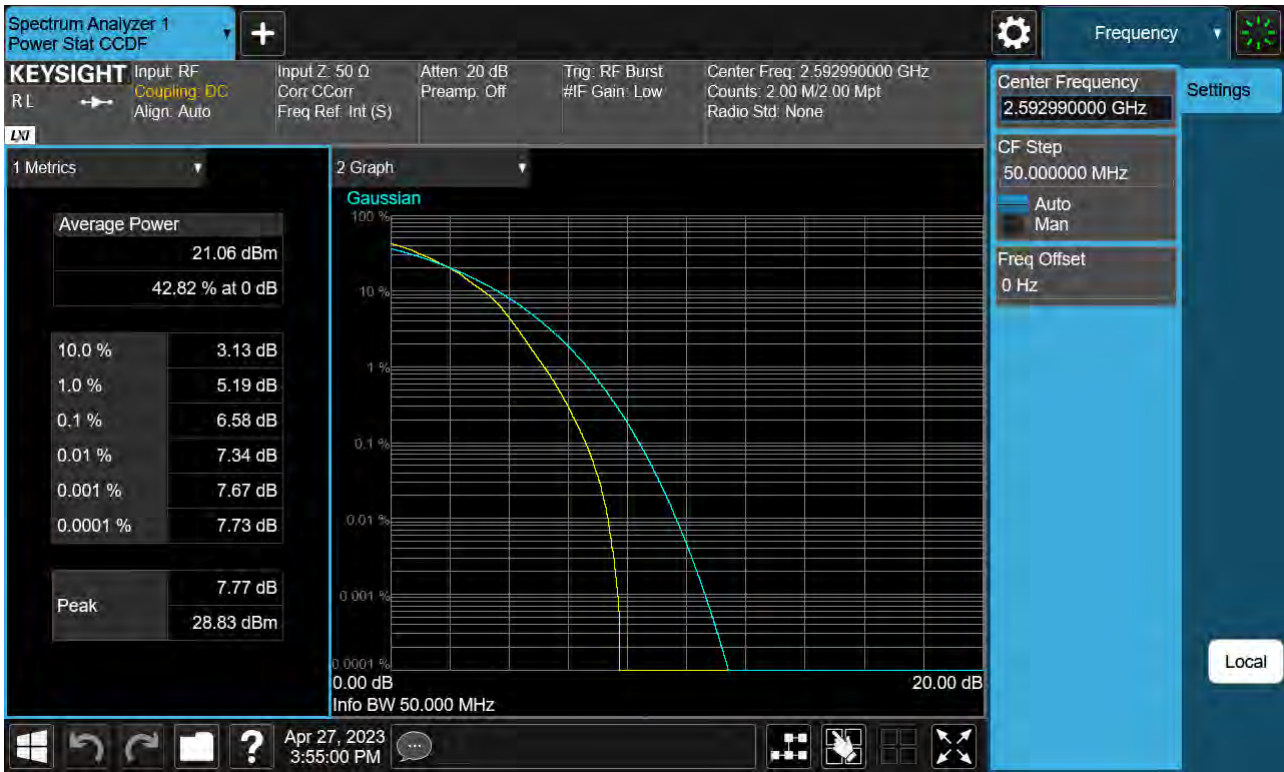 Spectrum Analyzer 1
Power Stat CCDF
Frequency
KEYSIGHT
RL
LXI
Input: RF
Coupling: DC
Align: Auto
Input Z: 50 Ω
Corr CCorr
Freq Ref: Int (S)
Atten: 20 dB
Preamp: Off
Trig: RF Burst
#IF Gain: Low
Center Freq: 2.592990000 GHz
Counts: 2.00 M/2.00 Mpt
Radio Std: None
Center Frequency
2.592990000 GHz
Settings
CF Step
50.000000 MHz
Auto
Man
Freq Offset
0 Hz
Local
1 Metrics
Average Power
21.06 dBm
42.82 % at 0 dB
10.0 % 3.13 dB
1.0 % 5.19 dB
0.1 % 6.58 dB
0.01 % 7.34 dB
0.001 % 7.67 dB
0.0001 % 7.73 dB
Peak
7.77 dB
28.83 dBm
2 Graph
Gaussian
100 %
10 %
1 %
0.1 %
0.01 %
0.001 %
0.0001 %
0.00 dB 20.00 dB
Info BW 50.000 MHz
?
Apr 27, 2023
3:55:00 PM